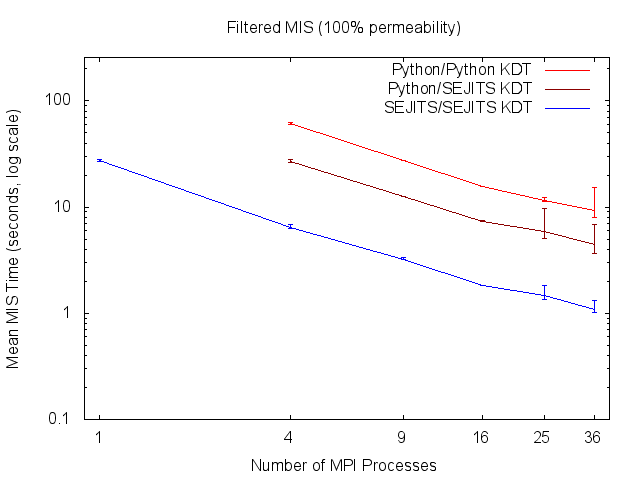 Filtered MIS (100% permeability)
Python/Python KDT
Python/SEJITS KDT
SEJITS/SEJITS KDT
100
10
1
0.1
Mean MIS Time (seconds, log scale)
1 4 9 16 25 36
Number of MPI Processes